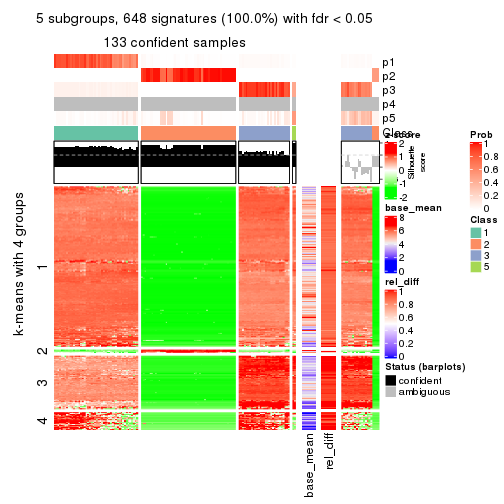 5 subgroups, 648 signatures (100.0%) with fdr < 0.05
133 confident samples
p1
p2
p3
p4
p5
Class
z-score
2
1
0
-1
-2
Silhouette
score
base_mean
8
6
4
2
0
rel_diff
1
0.8
0.6
0.4
0.2
0
Status (barplots)
confident
ambiguous
Prob
1
0.8
0.6
0.4
0.2
0
Class
1
2
3
5
k-means with 4 groups
1
2
3
4
base_mean
rel_diff